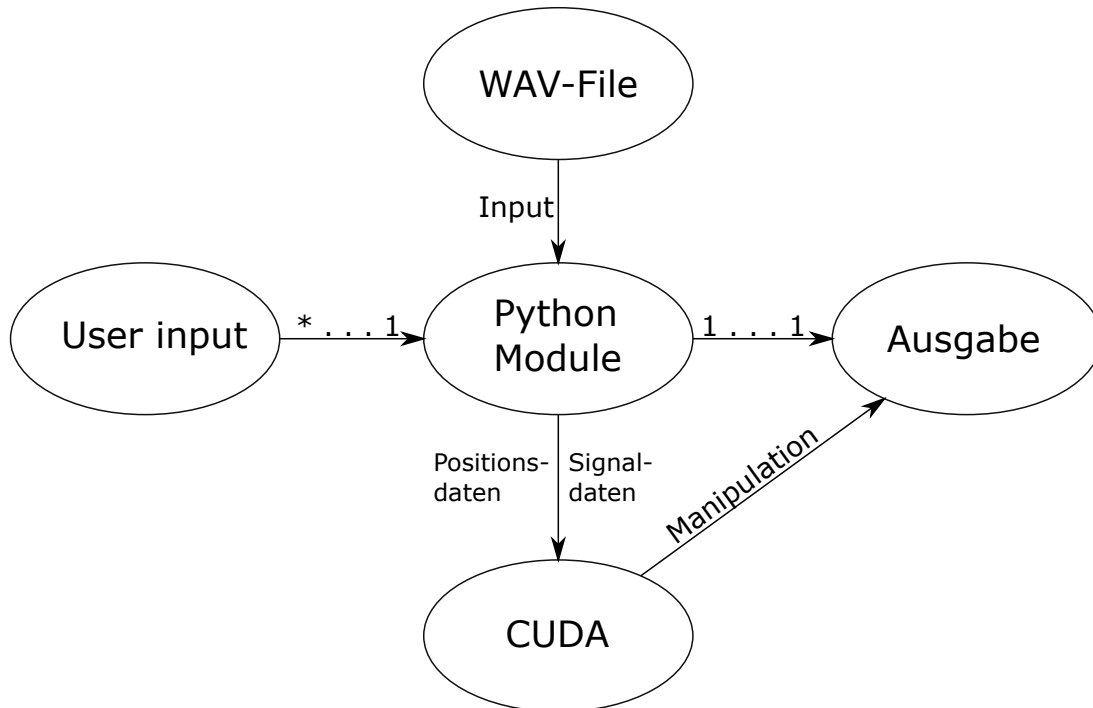 WAV-File
Input
User input
* . . . 1
Python
Module
1 . . . 1
Ausgabe
Positions-
daten
Signal-
daten
Manipulation
CUDA